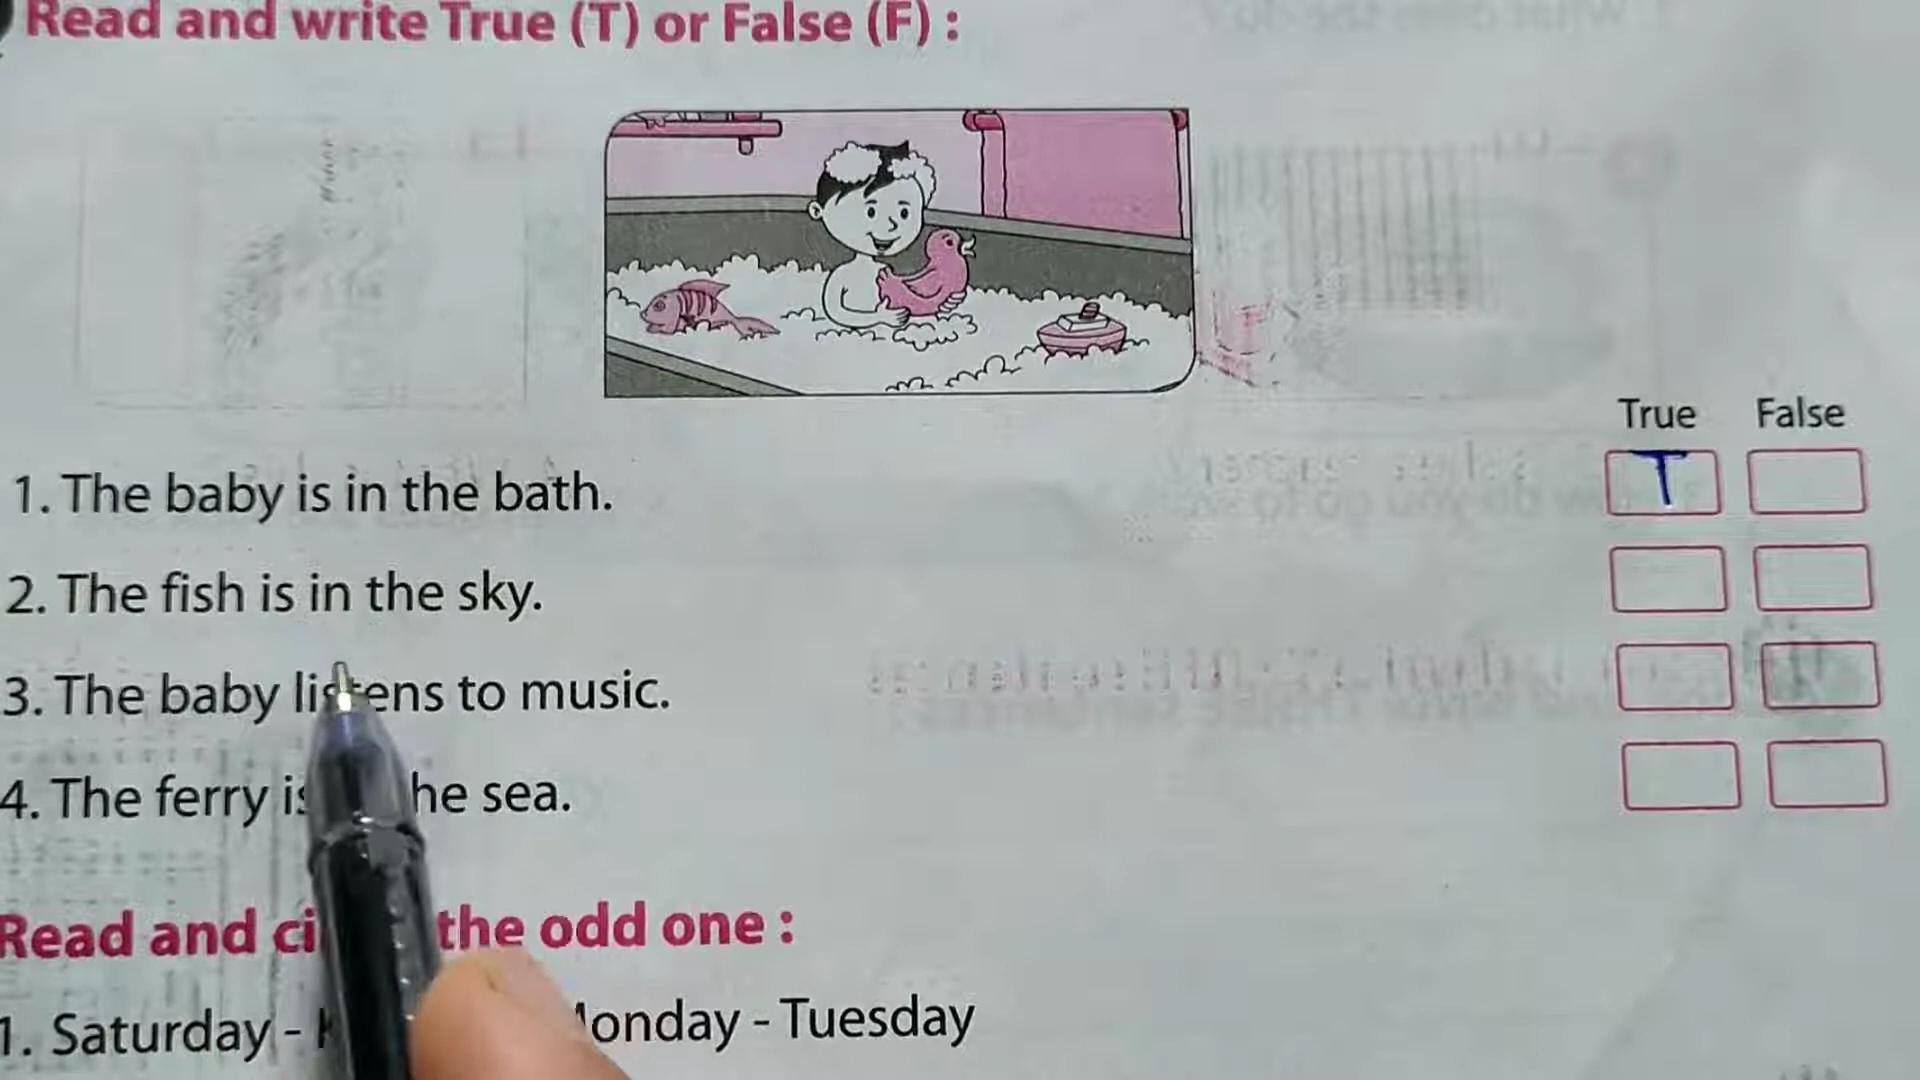 Read and write True (T) or False (F) :
True False
1. The baby is in the bath. T
2. The fish is in the sky.
3. The baby listens to music.
4. The ferry is he sea.
Read and ci the odd one :
1. Saturday - Monday - Tuesday